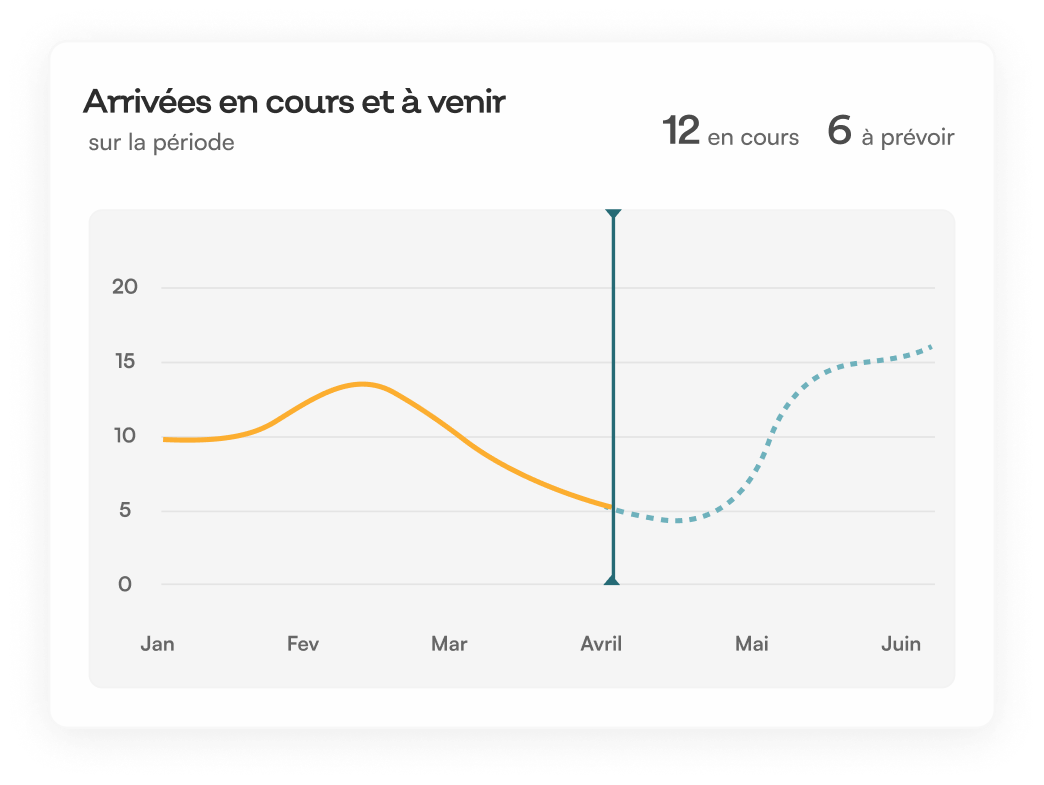 Arrivées en cours et à venir
sur la période
12 en cours 6 à prévoir
20
15
10
5
0
Jan Fev Mar Avril Mai Juin